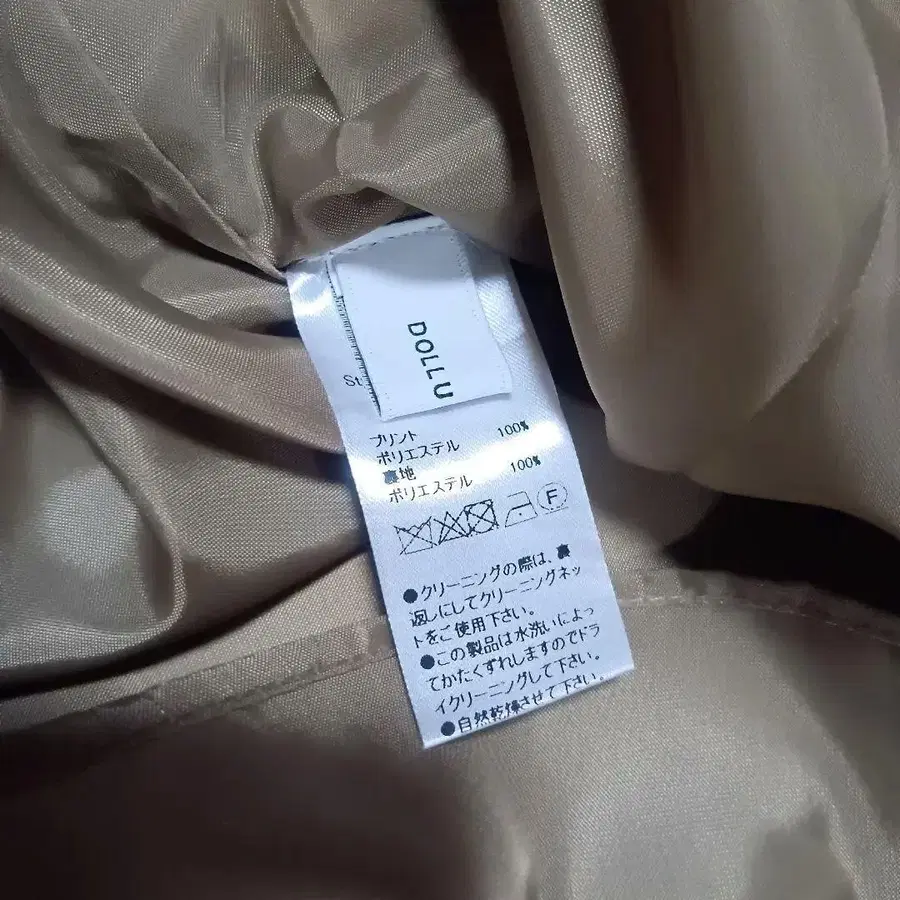 DOLLU
St
プリント
ポリエステル 100%
裏地
ポリエステル 100%
F
●クリーニングの際は、裏
返しにしてクリーニングネッ
トをご使用下さい。
●この製品は水洗いによっ
てかたくずれしますのでドラ
イクリーニングして下さい。
●自然乾燥させて下さい。